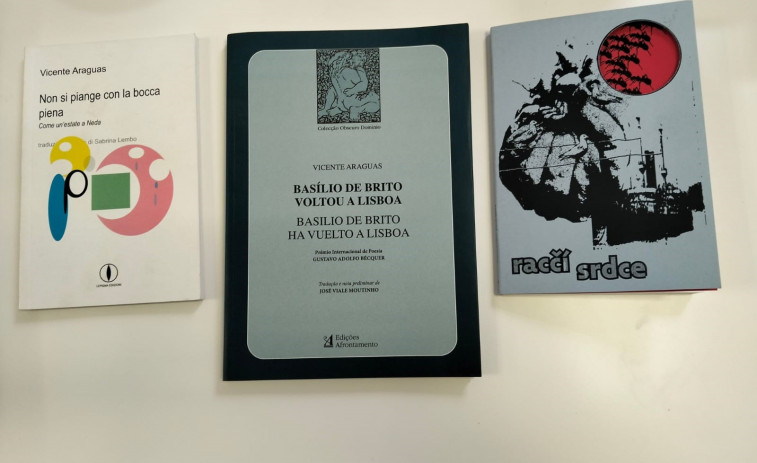 Vicente Araguas
Non si piange con la bocca
piena
Come un'estate a Neda
di Sabrina Lembo
Colecção Obscuro Domínio
VICENTE ARAGUAS
BASÍLIO DE BRITO
VOLTOU A LISBOA
BASILIO DE BRITO
HA VUELTO A LISBOA
Prémio Internacional de Poesia
GUSTAVO ADOLFO BÉCQUER
Tradução e nota preliminar de
JOSÉ VIALE MOUTINHO
Edições
Afrontamento
račči
srdce